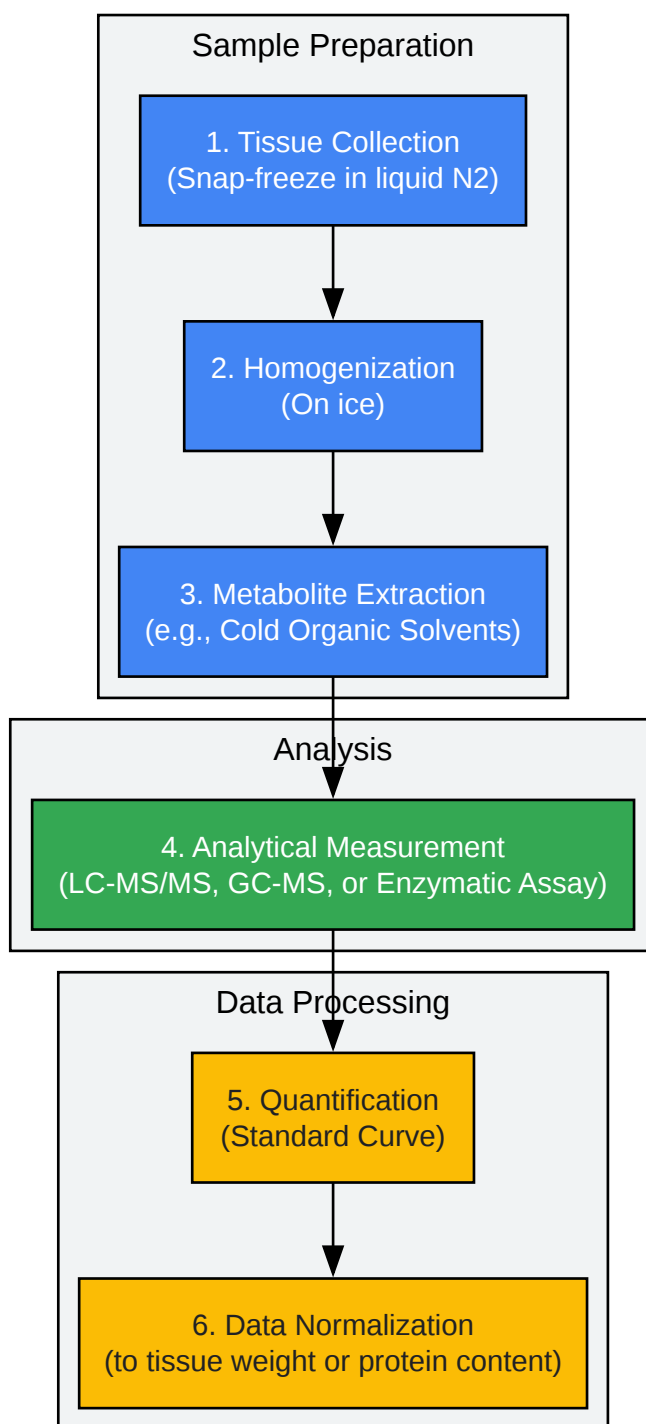 Sample Preparation
1. Tissue Collection
(Snap-freeze in liquid N2)
2. Homogenization
(On ice)
3. Metabolite Extraction
(e.g., Cold Organic Solvents)
Analysis
4. Analytical Measurement
(LC-MS/MS, GC-MS, or Enzymatic Assay)
Data Processing
5. Quantification
(Standard Curve)
6. Data Normalization
(to tissue weight or protein content)